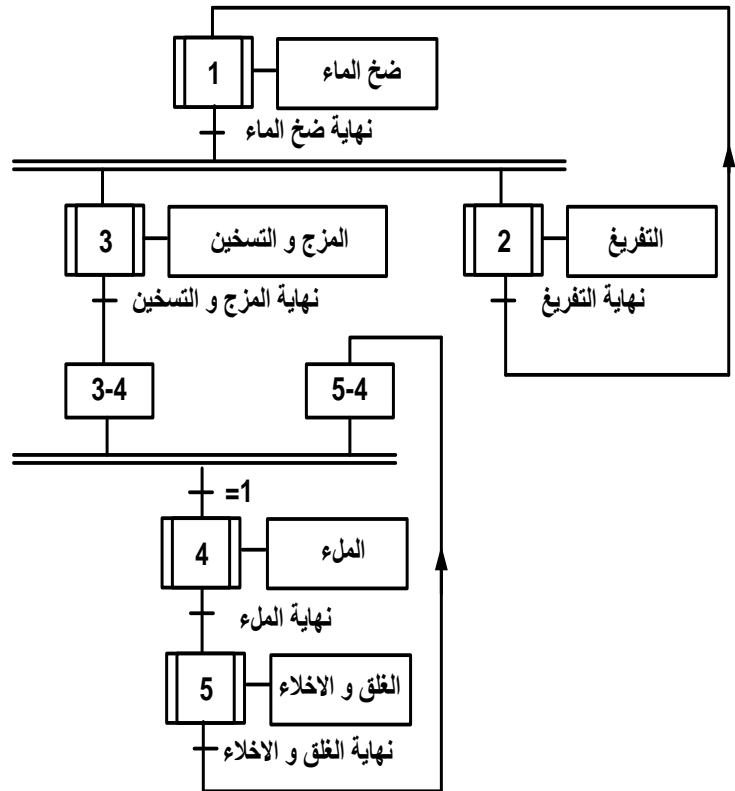 1
ضخ الماء
نهاية ضخ الماء
3
المزج و التسخين
2
التفريغ
نهاية المزج و التسخين
نهاية التفريغ
3-4
5-4
=1
4
الملء
نهاية الملء
5
الغلق و الاخلاء
نهاية الغلق و الاخلاء